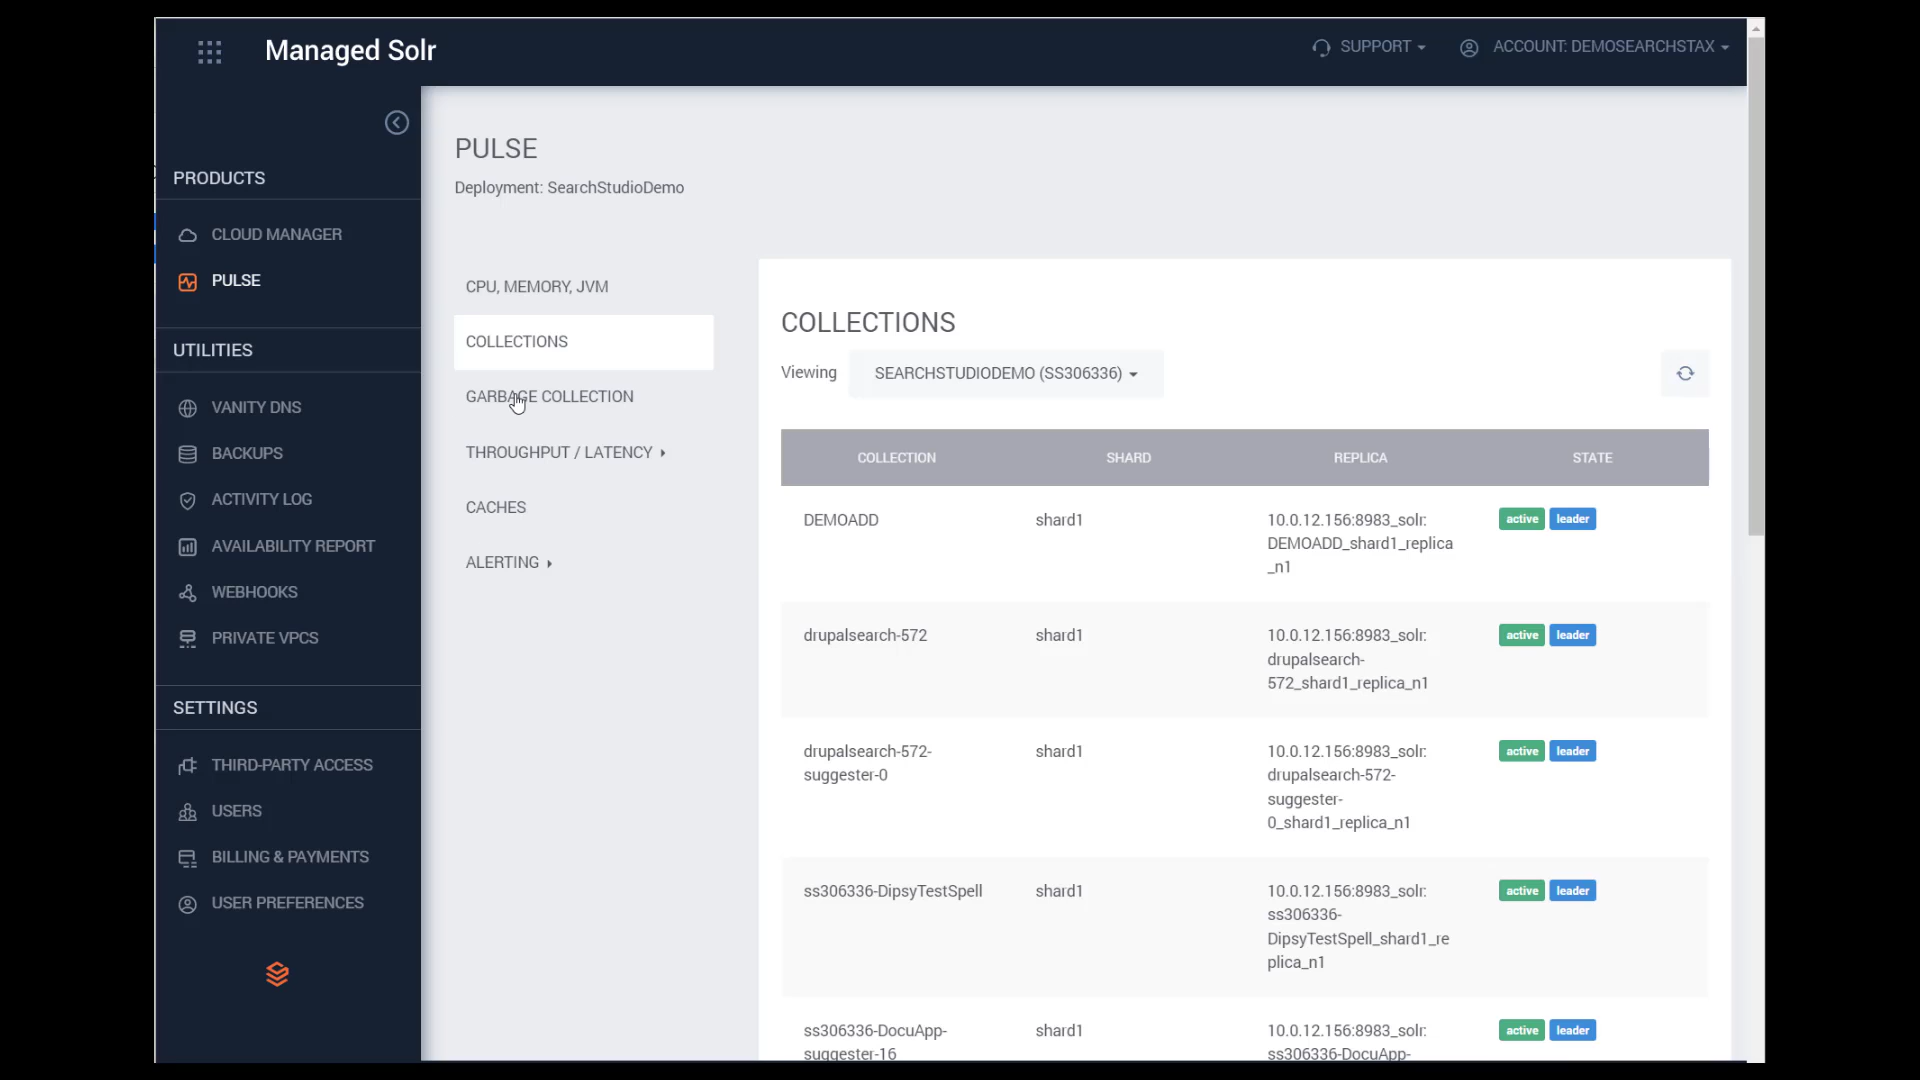 Managed Solr
SUPPORT
ACCOUNT: DEMOSEARCHSTAX
PRODUCTS
CLOUD MANAGER
PULSE
UTILITIES
VANITY DNS
BACKUPS
ACTIVITY LOG
AVAILABILITY REPORT
WEBHOOKS
PRIVATE VPCS
SETTINGS
THIRD-PARTY ACCESS
USERS
BILLING & PAYMENTS
USER PREFERENCES
PULSE
Deployment: SearchStudioDemo
CPU, MEMORY, JVM
COLLECTIONS
GARBAGE COLLECTION
THROUGHPUT / LATENCY
CACHES
ALERTING
COLLECTIONS
Viewing SEARCHSTUDIODEMO (SS306336)
COLLECTION SHARD REPLICA STATE
DEMOADD shard1 10.0.12.156:8983_solr: active leader
DEMOADD_shard1_replica
_n1
drupalsearch-572 shard1 10.0.12.156:8983_solr: active leader
drupalsearch-
572_shard1_replica_n1
drupalsearch-572- shard1 10.0.12.156:8983_solr: active leader
suggester-0 drupalsearch-572-
suggester-
0_shard1_replica_n1
ss306336-DipsyTestSpell shard1 10.0.12.156:8983_solr: active leader
ss306336-
DipsyTestSpell_shard1_re
plica_n1
ss306336-DocuApp- shard1 10.0.12.156:8983_solr: active leader
suggester-16 ss306336-DocuApp-